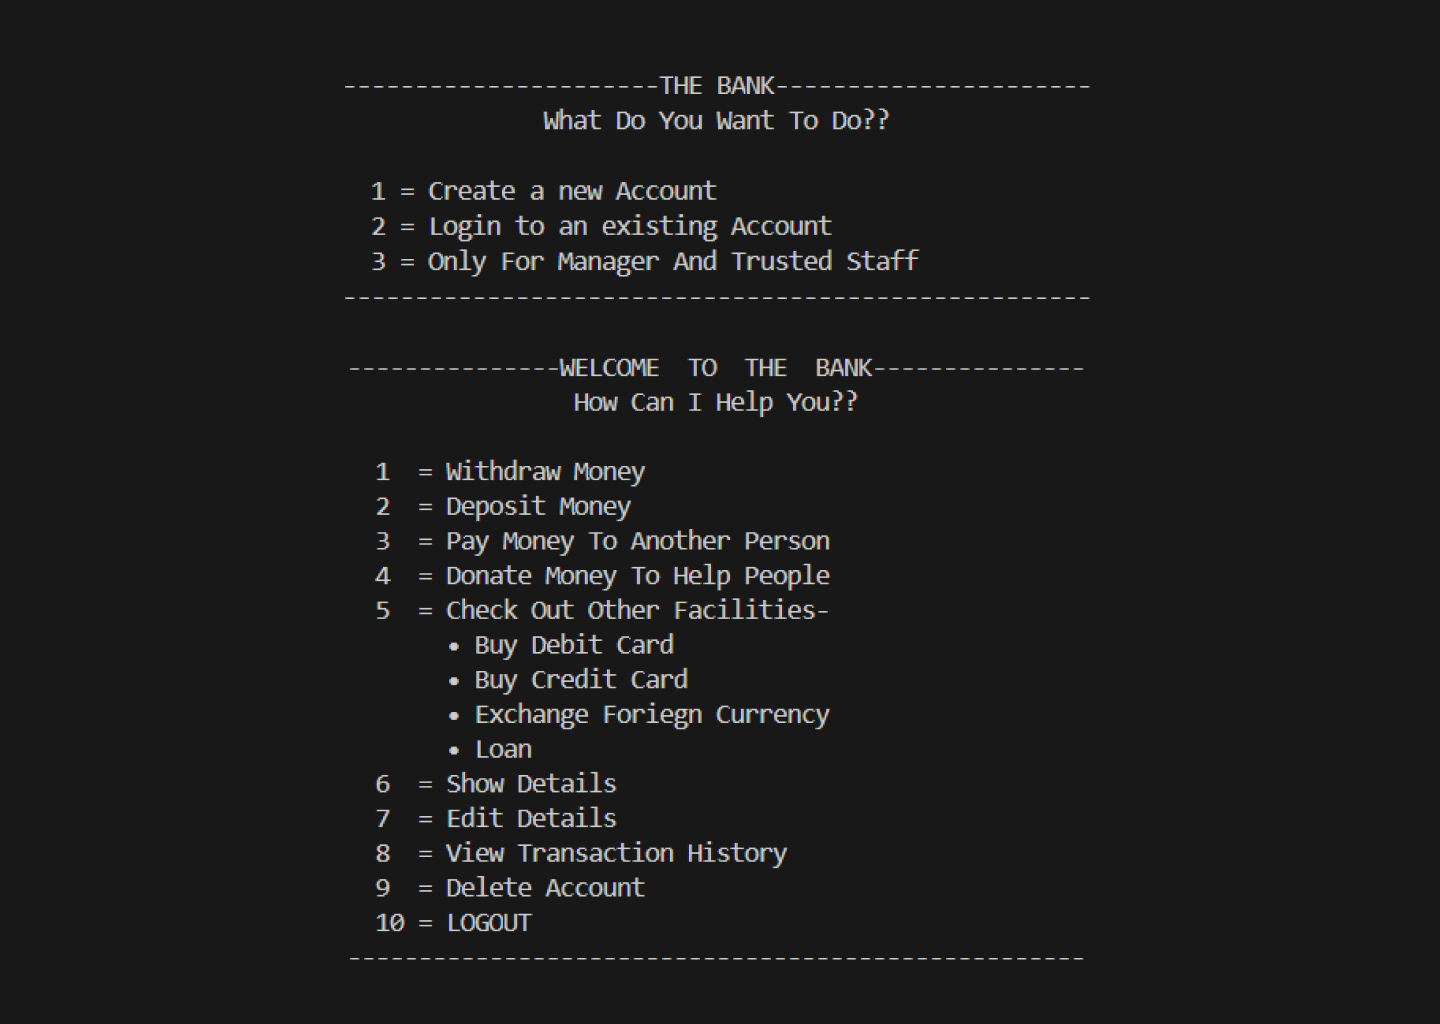 ----------------------THE BANK----------------------
What Do You Want To Do??
1 = Create a new Account
2 = Login to an existing Account
3 = Only For Manager And Trusted Staff
----------------------------------------------------
---------------WELCOME  TO  THE  BANK---------------
How Can I Help You??
1  = Withdraw Money
2  = Deposit Money
3  = Pay Money To Another Person
4  = Donate Money To Help People
5  = Check Out Other Facilities-
• Buy Debit Card
• Buy Credit Card
• Exchange Foriegn Currency
• Loan
6  = Show Details
7  = Edit Details
8  = View Transaction History
9  = Delete Account
10 = LOGOUT
----------------------------------------------------